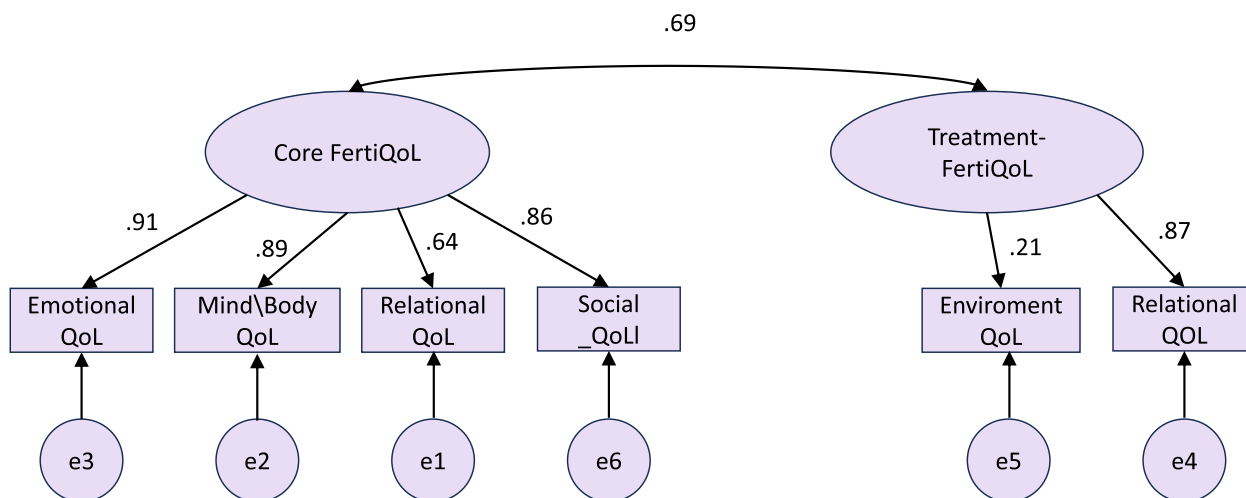 .69
Core FertiQoL
Treatment-
FertiQoL
.91
.89
.64
.86
.21
.87
Emotional
QoL
Mind\Body
QoL
Relational
QoL
Social
_QoLl
Enviroment
QoL
Relational
QOL
e3
e2
e1
e6
e5
e4